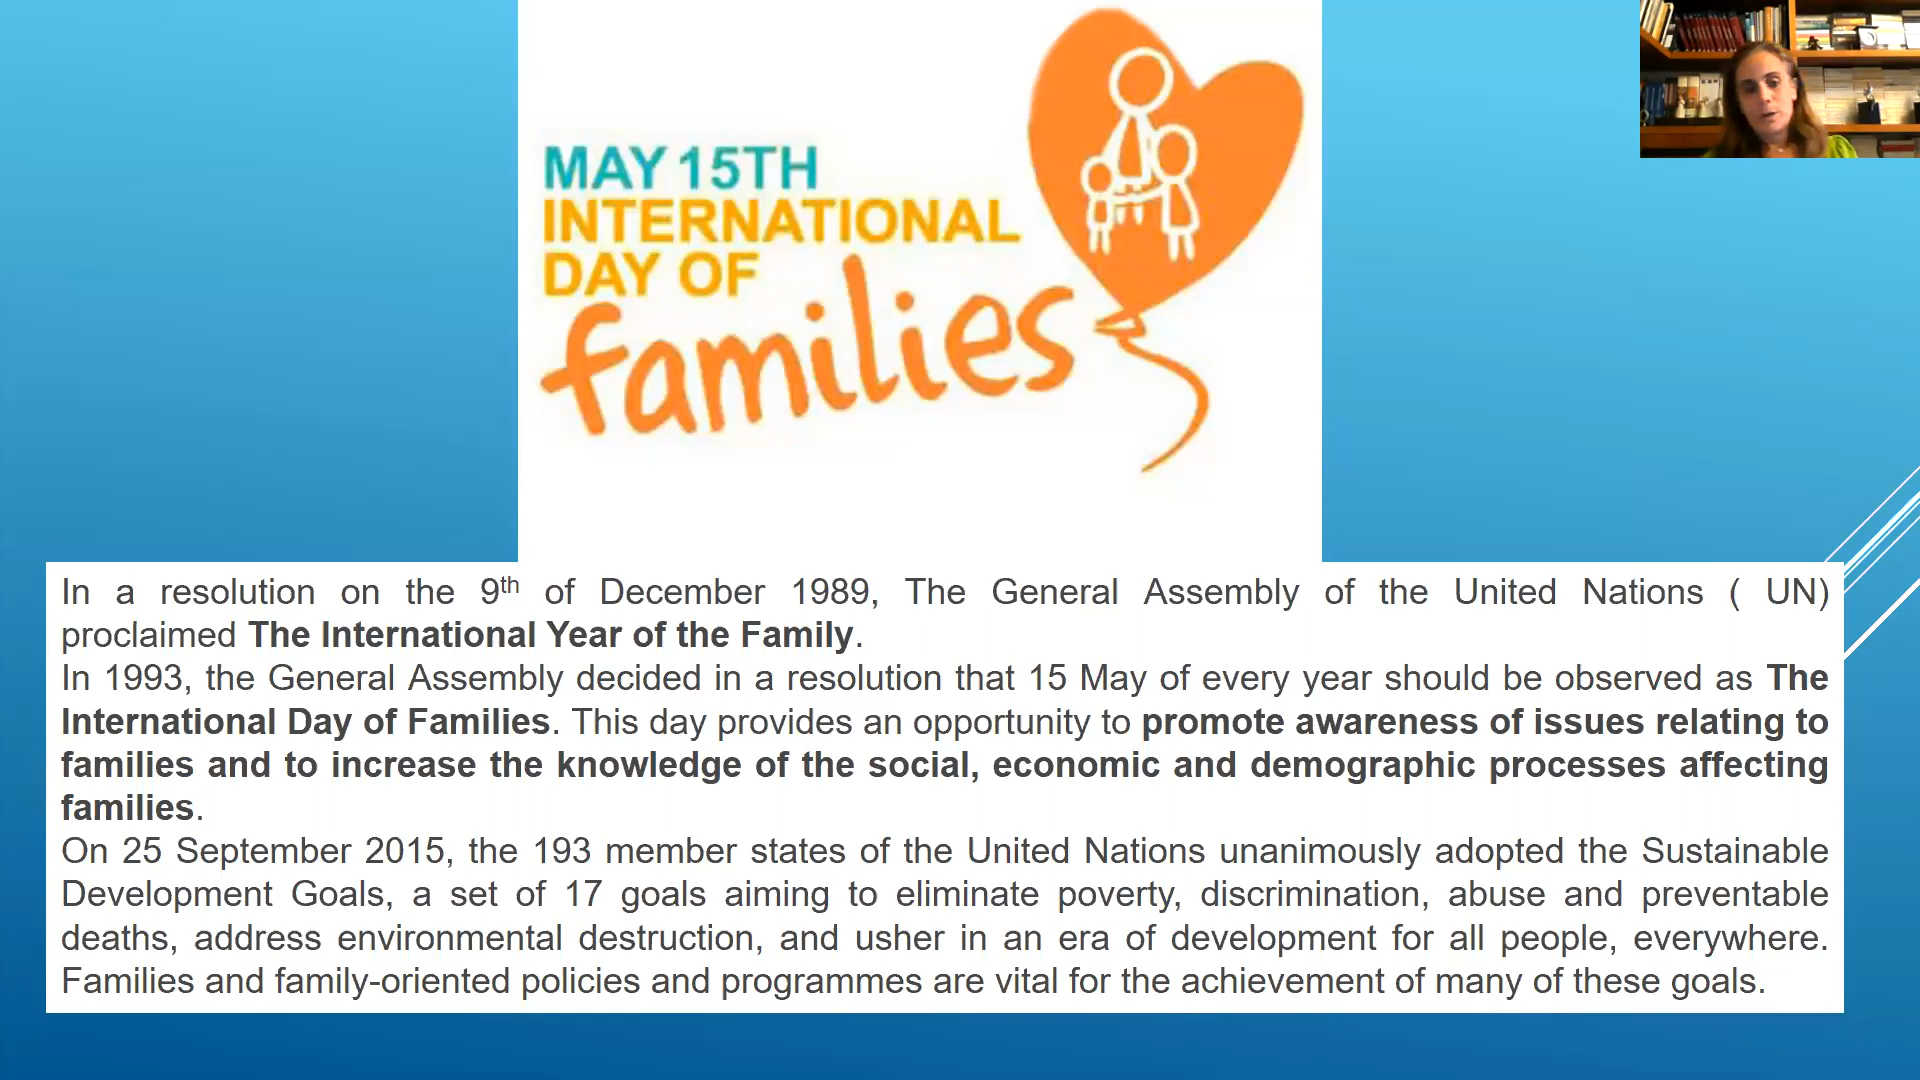 MAY 15TH
INTERNATIONAL
DAY OF
families
In a resolution on the 9th of December 1989, The General Assembly of the United Nations ( UN)
proclaimed The International Year of the Family.
In 1993, the General Assembly decided in a resolution that 15 May of every year should be observed as The
International Day of Families. This day provides an opportunity to promote awareness of issues relating to
families and to increase the knowledge of the social, economic and demographic processes affecting
families.
On 25 September 2015, the 193 member states of the United Nations unanimously adopted the Sustainable
Development Goals, a set of 17 goals aiming to eliminate poverty, discrimination, abuse and preventable
deaths, address environmental destruction, and usher in an era of development for all people, everywhere.
Families and family-oriented policies and programmes are vital for the achievement of many of these goals.